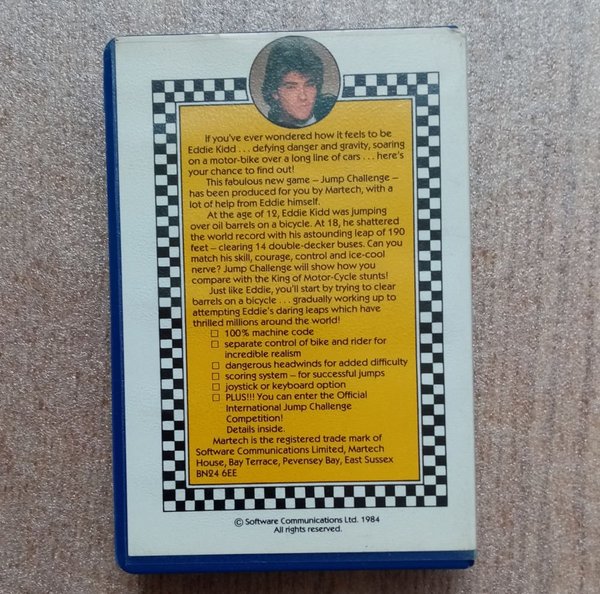 If you've ever wondered how it feels to be
Eddie Kidd . . . defying danger and gravity, soaring
on a motor-bike over a long line of cars . . . here's
your chance to find out!
This fabulous new game – Jump Challenge –
has been produced for you by Martech, with a
lot of help from Eddie himself.
At the age of 12, Eddie Kidd was jumping
over oil barrels on a bicycle. At 18, he shattered
the world record with his astounding leap of 190
feet – clearing 14 double-decker buses. Can you
match his skill, courage, control and ice-cool
nerve? Jump Challenge will show how you
compare with the King of Motor-Cycle stunts!
Just like Eddie, you'll start by trying to clear
barrels on a bicycle . . . gradually working up to
attempting Eddie's daring leaps which have
thrilled millions around the world!
☐ 100% machine code
☐ separate control of bike and rider for
incredible realism
☐ dangerous headwinds for added difficulty
☐ scoring system – for successful jumps
☐ joystick or keyboard option
☐ PLUS!!! You can enter the Official
International Jump Challenge
Competition!
Details inside.
Martech is the registered trade mark of
Software Communications Limited, Martech
House, Bay Terrace, Pevensey Bay, East Sussex
BN24 6EE
© Software Communications Ltd. 1984
All rights reserved.